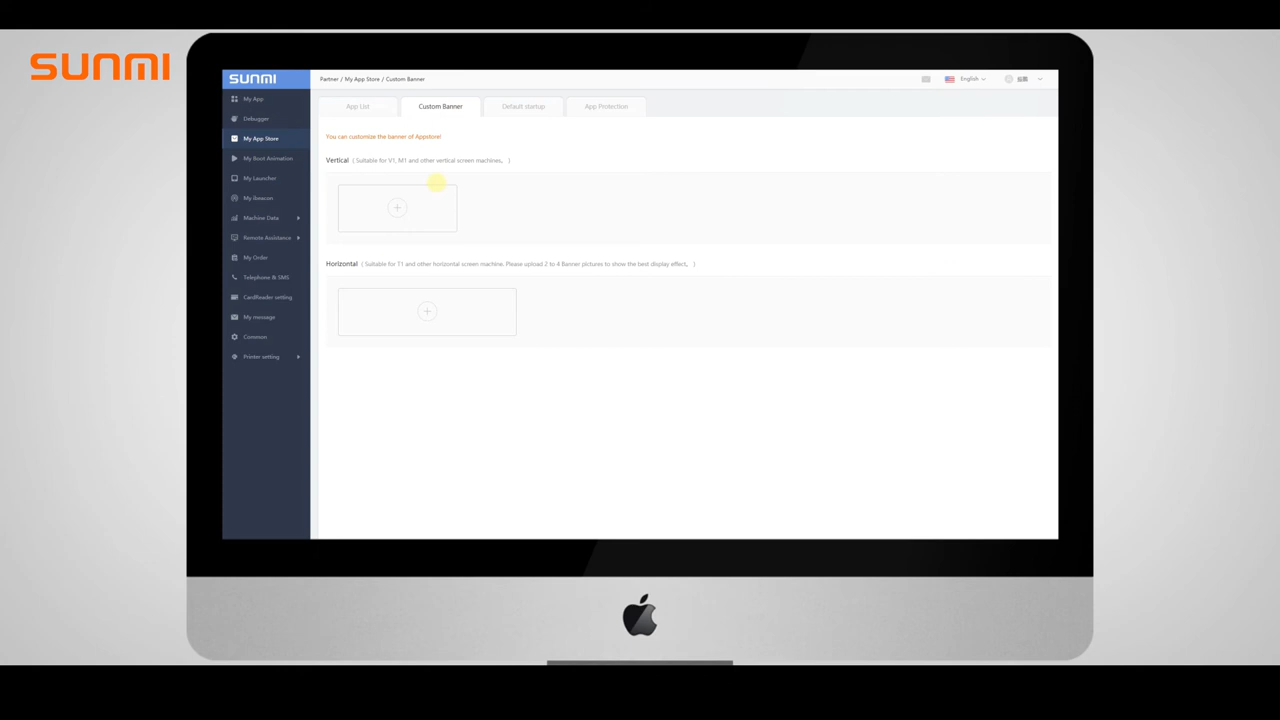 SUNMI
SUNMI
Partner / My App Store / Custom Banner
English
My App
Debugger
My App Store
My Boot Animation
My Launcher
My ibeacon
Machine Data
Remote Assistance
My Order
Telephone & SMS
CardReader setting
My message
Common
Printer setting
App List
Custom Banner
Default startup
App Protection
You can customize the banner of Appstore!
Vertical ( Suitable for V1, M1 and other vertical screen machines。 )
Horizontal ( Suitable for T1 and other horizontal screen machine. Please upload 2 to 4 Banner pictures to show the best display effect。 )